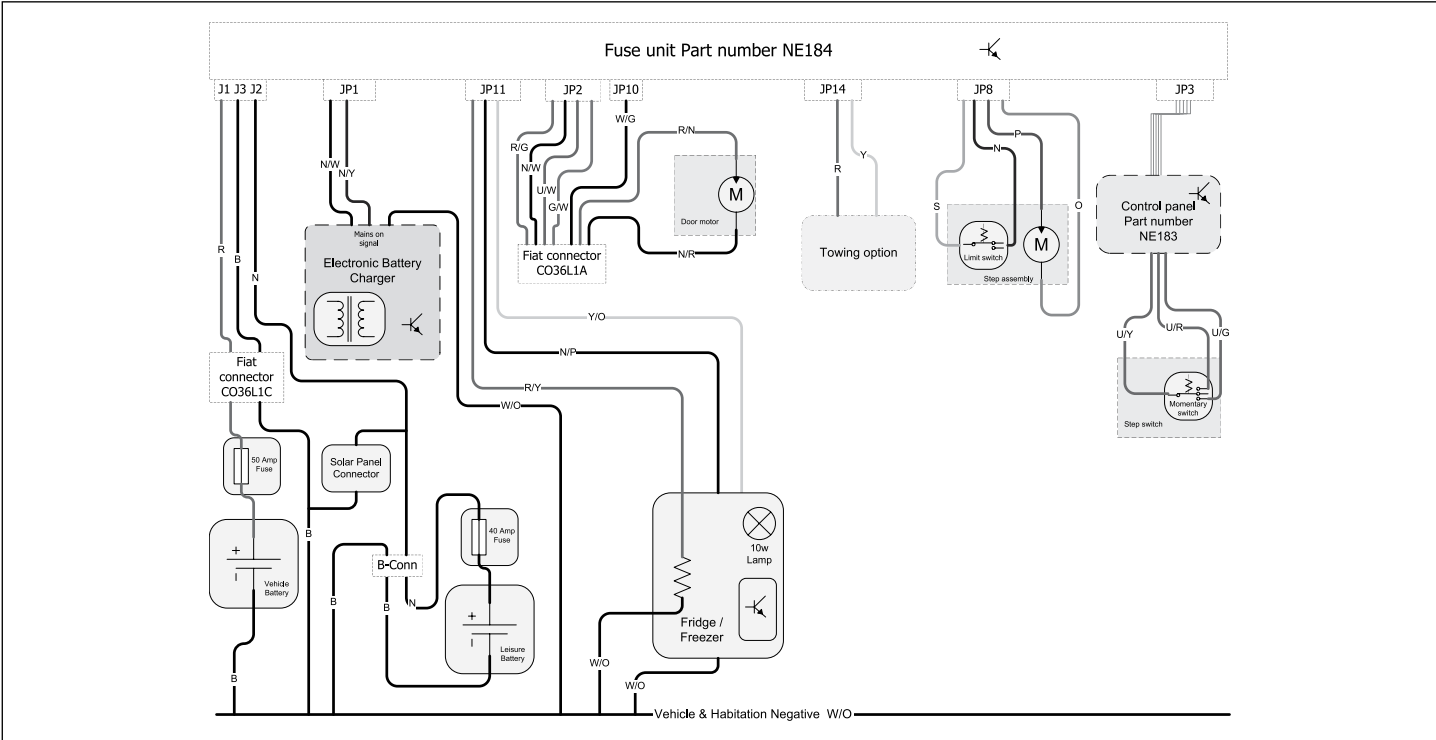 Fuse unit Part number NE184
J1 J3 J2
JP1
JP11
JP2
JP10
JP14
JP8
JP3
W/G
R/N
R/G
N/W
U/W
G/W
N/W
N/Y
R
Y
S
N
P
O
M
Door motor
N/R
Fiat connector
CO36L1A
Towing option
Limit switch
M
Step assembly
Control panel
Part number
NE183
U/Y
U/R
U/G
Momentary
switch
Step switch
R
B
N
Mains on
signal
Electronic Battery
Charger
Y/O
N/P
R/Y
W/O
Fiat
connector
CO36L1C
50 Amp
Fuse
Solar Panel
Connector
40 Amp
Fuse
B-Conn
B
B
B
N
+
–
Vehicle
Battery
+
–
Leisure
Battery
10w
Lamp
Fridge /
Freezer
W/O
W/O
B
Vehicle & Habitation Negative W/O